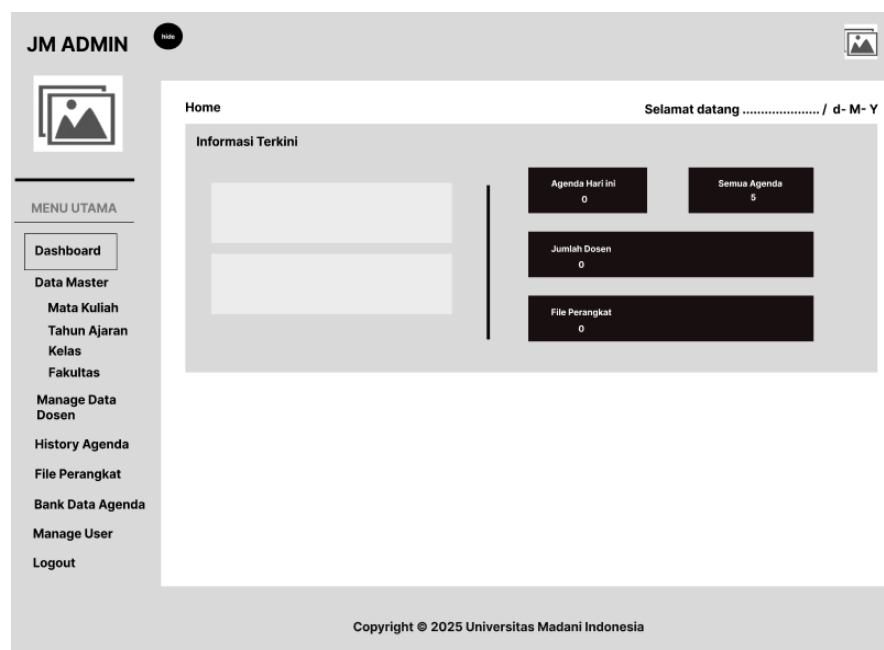 JM ADMIN
hide
MENU UTAMA
Dashboard
Data Master
Mata Kuliah
Tahun Ajaran
Kelas
Fakultas
Manage Data
Dosen
History Agenda
File Perangkat
Bank Data Agenda
Manage User
Logout
Home
Selamat datang ..................... / d- M- Y
Informasi Terkini
Agenda Hari ini
0
Semua Agenda
5
Jumlah Dosen
0
File Perangkat
0
Copyright © 2025 Universitas Madani Indonesia